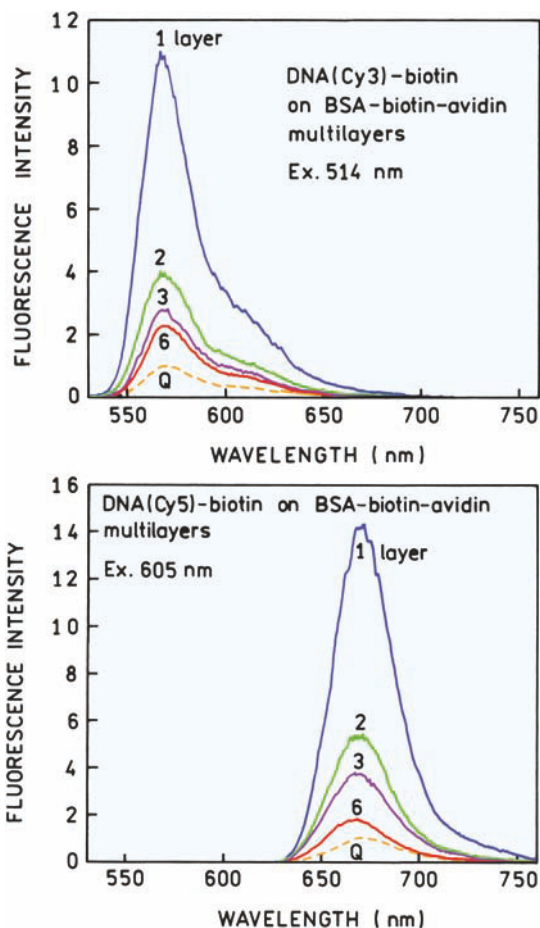 12
10
8
6
4
2
0
FLUORESCENCE INTENSITY
1 layer
DNA(Cy3)-biotin
on BSA-biotin-avidin
multilayers
Ex. 514 nm
2
3
6
Q
550 600 650 700 750
WAVELENGTH (nm)
16
14
12
10
8
6
4
2
0
FLUORESCENCE INTENSITY
DNA(Cy5)-biotin on BSA-biotin-avidin
multilayers
Ex. 605 nm
1 layer
2
3
6
Q
550 600 650 700 750
WAVELENGTH (nm)